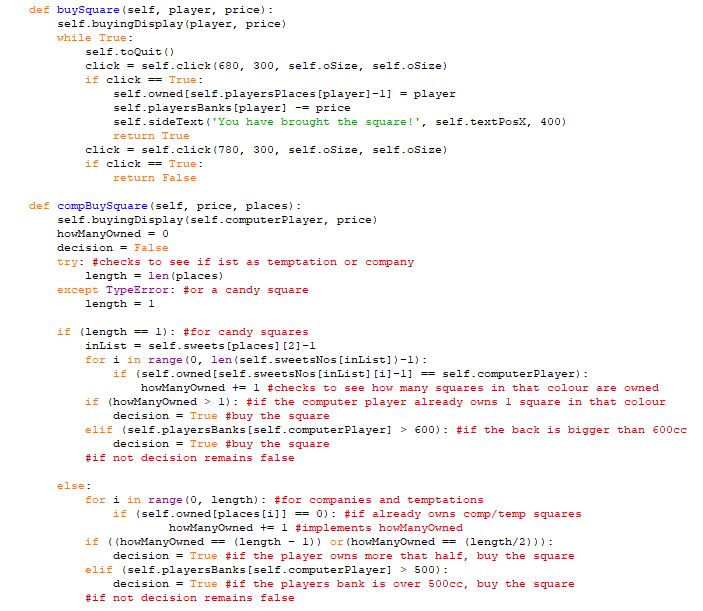 def buySquare(self, player, price):
    self.buyingDisplay(player, price)
    while True:
        self.toQuit()
        click = self.click(680, 300, self.oSize, self.oSize)
        if click == True:
            self.owned[self.playersPlaces[player]-1] = player
            self.playersBanks[player] -= price
            self.sideText('You have brought the square!', self.textPosX, 400)
            return True
        click = self.click(780, 300, self.oSize, self.oSize)
        if click == True:
            return False

def compBuySquare(self, price, places):
    self.buyingDisplay(self.computerPlayer, price)
    howManyOwned = 0
    decision = False
    try: #checks to see if ist as temptation or company
        length = len(places)
    except TypeError: #or a candy square
        length = 1

    if (length == 1): #for candy squares
        inList = self.sweets[places][2]-1
        for i in range(0, len(self.sweetsNos[inList])-1):
            if (self.owned[self.sweetsNos[inList][i]-1] == self.computerPlayer):
                howManyOwned += 1 #checks to see how many squares in that colour are owned
        if (howManyOwned > 1): #if the computer player already owns 1 square in that colour
            decision = True #buy the square
        elif (self.playersBanks[self.computerPlayer] > 600): #if the back is bigger than 600cc
            decision = True #buy the square
        #if not decision remains false

    else:
        for i in range(0, length): #for companies and temptations
            if (self.owned[places[i]] == 0): #if already owns comp/temp squares
                    howManyOwned += 1 #implements howManyOwned
        if ((howManyOwned == (length - 1)) or(howManyOwned == (length/2))):
            decision = True #if the player owns more that half, buy the square
        elif (self.playersBanks[self.computerPlayer] > 500):
            decision = True #if the players bank is over 500cc, buy the square
        #if not decision remains false